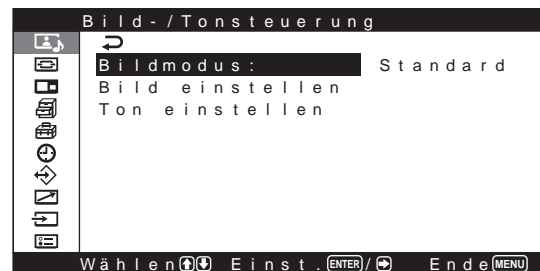 Bild-/Tonsteuerung
Bildmodus: Standard
Bild einstellen
Ton einstellen
Wählen Einst. ENTER / Ende MENU